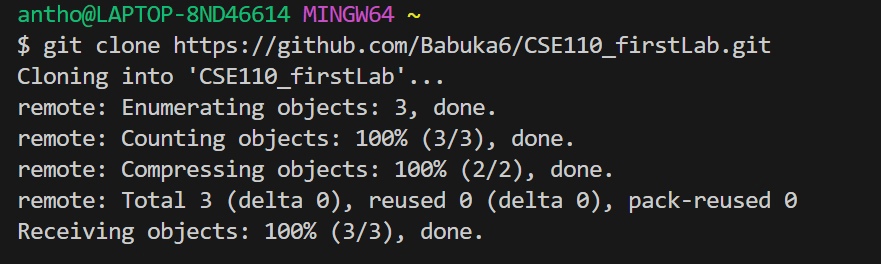 antho@LAPTOP-8ND46614 MINGW64 ~
$ git clone https://github.com/Babuka6/CSE110_firstLab.git
Cloning into 'CSE110_firstLab'...
remote: Enumerating objects: 3, done.
remote: Counting objects: 100% (3/3), done.
remote: Compressing objects: 100% (2/2), done.
remote: Total 3 (delta 0), reused 0 (delta 0), pack-reused 0
Receiving objects: 100% (3/3), done.